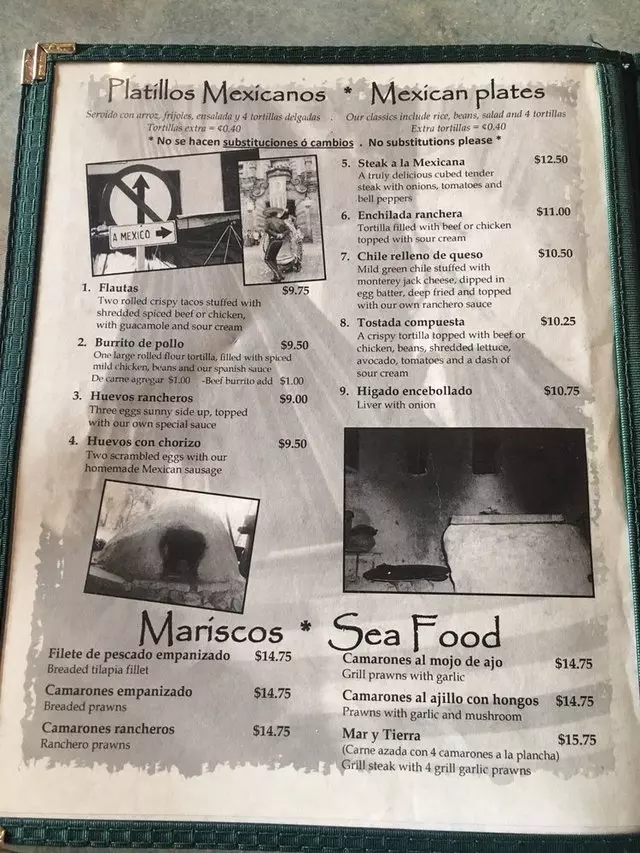 Platillos Mexicanos * Mexican plates
Servido con arroz, frijoles, ensalada y 4 tortillas delgadas . Our classics include rice, beans, salad and 4 tortillas
Tortillas extra = ¢0.40 Extra tortillas = ¢0.40
* No se hacen substituciones ó cambios . No substitutions please *
A MEXICO
1. Flautas $9.75
Two rolled crispy tacos stuffed with
shredded spiced beef or chicken,
with guacamole and sour cream
2. Burrito de pollo $9.50
One large rolled flour tortilla, filled with spiced
mild chicken, beans and our spanish sauce
De carne agregar $1.00 -Beef burrito add $1.00
3. Huevos rancheros $9.00
Three eggs sunny side up, topped
with our own special sauce
4. Huevos con chorizo $9.50
Two scrambled eggs with our
homemade Mexican sausage
5. Steak a la Mexicana $12.50
A truly delicious cubed tender
steak with onions, tomatoes and
bell peppers
6. Enchilada ranchera $11.00
Tortilla filled with beef or chicken
topped with sour cream
7. Chile relleno de queso $10.50
Mild green chile stuffed with
monterey jack cheese, dipped in
egg batter, deep fried and topped
with our own ranchero sauce
8. Tostada compuesta $10.25
A crispy tortilla topped with beef or
chicken, beans, shredded lettuce,
avocado, tomatoes and a dash of
sour cream
9. Higado encebollado $10.75
Liver with onion
Mariscos * Sea Food
Filete de pescado empanizado $14.75
Breaded tilapia fillet
Camarones empanizado $14.75
Breaded prawns
Camarones rancheros $14.75
Ranchero prawns
Camarones al mojo de ajo $14.75
Grill prawns with garlic
Camarones al ajillo con hongos $14.75
Prawns with garlic and mushroom
Mar y Tierra $15.75
(Carne azada con 4 camarones a la plancha)
Grill steak with 4 grill garlic prawns